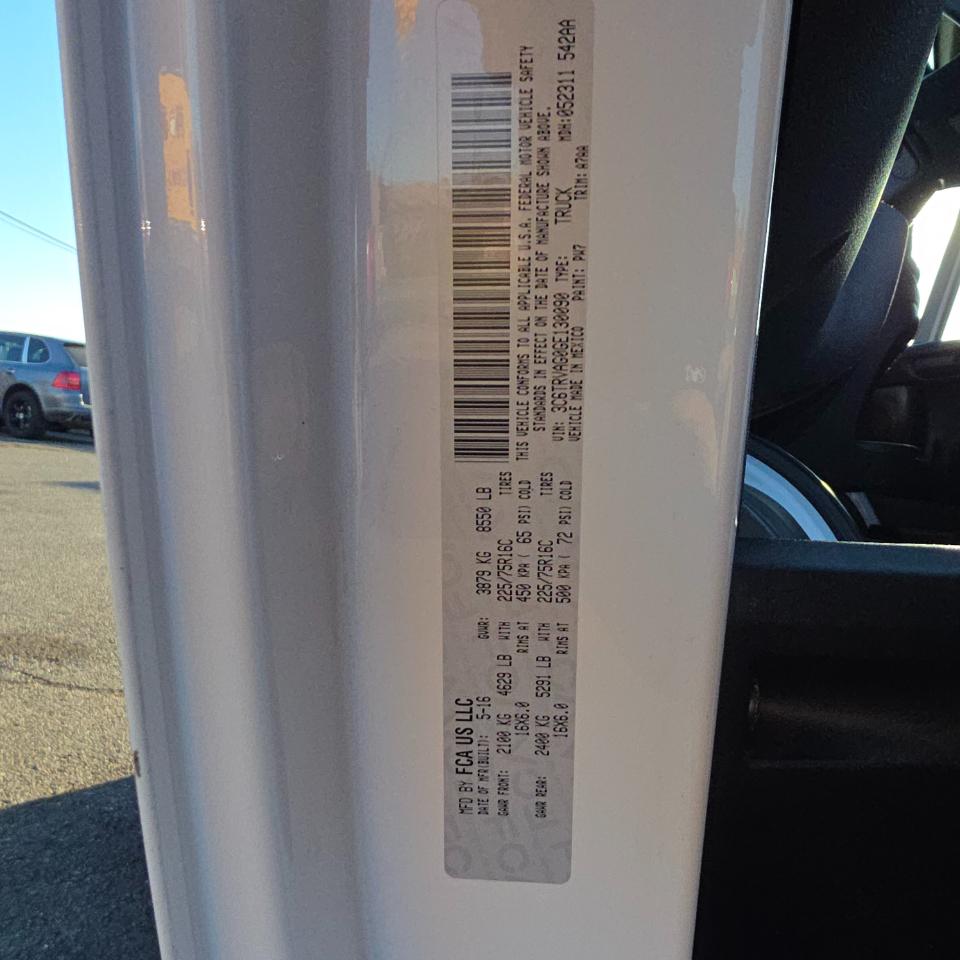 MFD BY FCA US LLC
DATE OF MFR(BUILT): 5-16 GVWR: 3879 KG 8550 LB
GAWR FRONT: 2100 KG 4629 LB WITH 225/75R16C TIRES
16X6.0 RIMS AT 450 KPA ( 65 PSI) COLD
GAWR REAR: 2400 KG 5291 LB WITH 225/75R16C TIRES
16X6.0 RIMS AT 500 KPA ( 72 PSI) COLD
THIS VEHICLE CONFORMS TO ALL APPLICABLE U.S.A. FEDERAL MOTOR VEHICLE SAFETY
STANDARDS IN EFFECT ON THE DATE OF MANUFACTURE SHOWN ABOVE.
VIN: 3C6TRVAG0GE130090 TYPE: TRUCK MDH:052311 542AA
VEHICLE MADE IN MEXICO PAINT: PW7 TRIM: A7AA